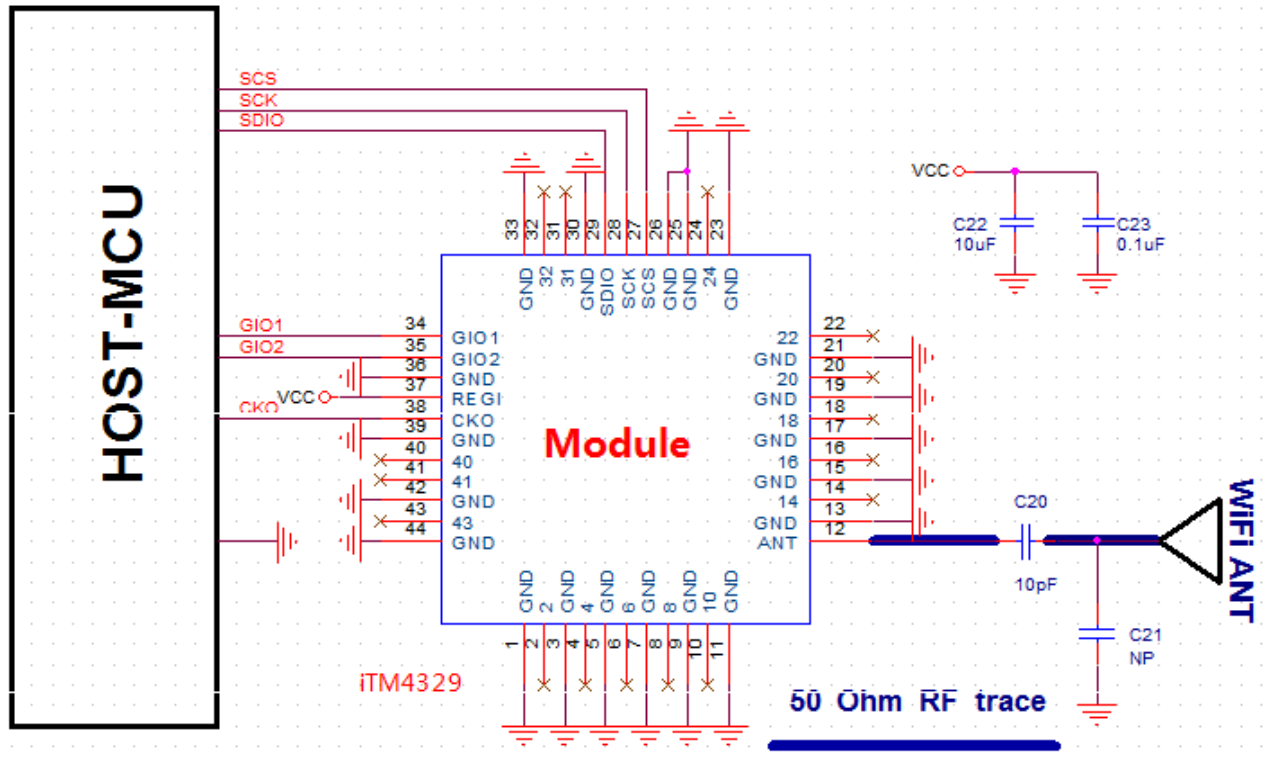 SCS
SCK
SDIO
HOST-MCU
GIO1
GIO2
VCC
CKO
33
32
31
30
29
28
27
26
25
24
23
GND
32
31
GND
SDIO
SCK
SCS
GND
GND
24
GND
VCC
C22
10uF
C23
0.1uF
34
35
36
37
38
39
40
41
42
43
44
GIO1
GIO2
GND
REGI
CKO
GND
40
41
GND
43
GND
Module
22
GND
20
GND
18
GND
16
GND
14
GND
ANT
22
21
20
19
18
17
16
15
14
13
12
C20
10pF
WiFi ANT
C21
NP
GND
2
GND
4
GND
6
GND
8
GND
10
GND
1
2
3
4
5
6
7
8
9
10
11
iTM4329
50 Ohm RF trace